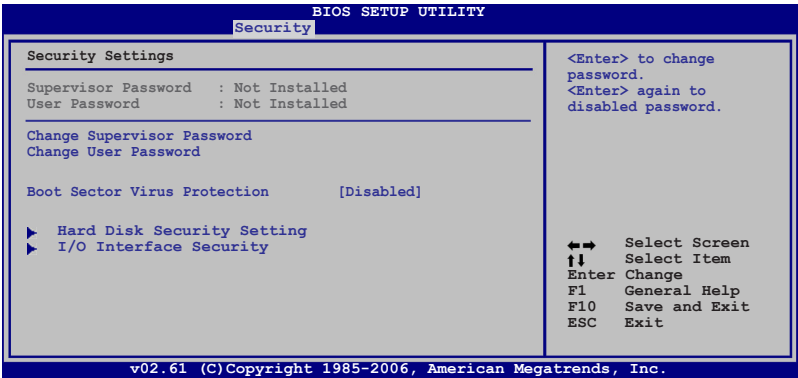 BIOS SETUP UTILITY
Security
Security Settings
Supervisor Password : Not Installed
User Password : Not Installed
Change Supervisor Password
Change User Password
Boot Sector Virus Protection [Disabled]
Hard Disk Security Setting
I/O Interface Security
<Enter> to change
password.
<Enter> again to
disabled password.
Select Screen
Select Item
Enter Change
F1 General Help
F10 Save and Exit
ESC Exit
v02.61 (C)Copyright 1985-2006, American Megatrends, Inc.